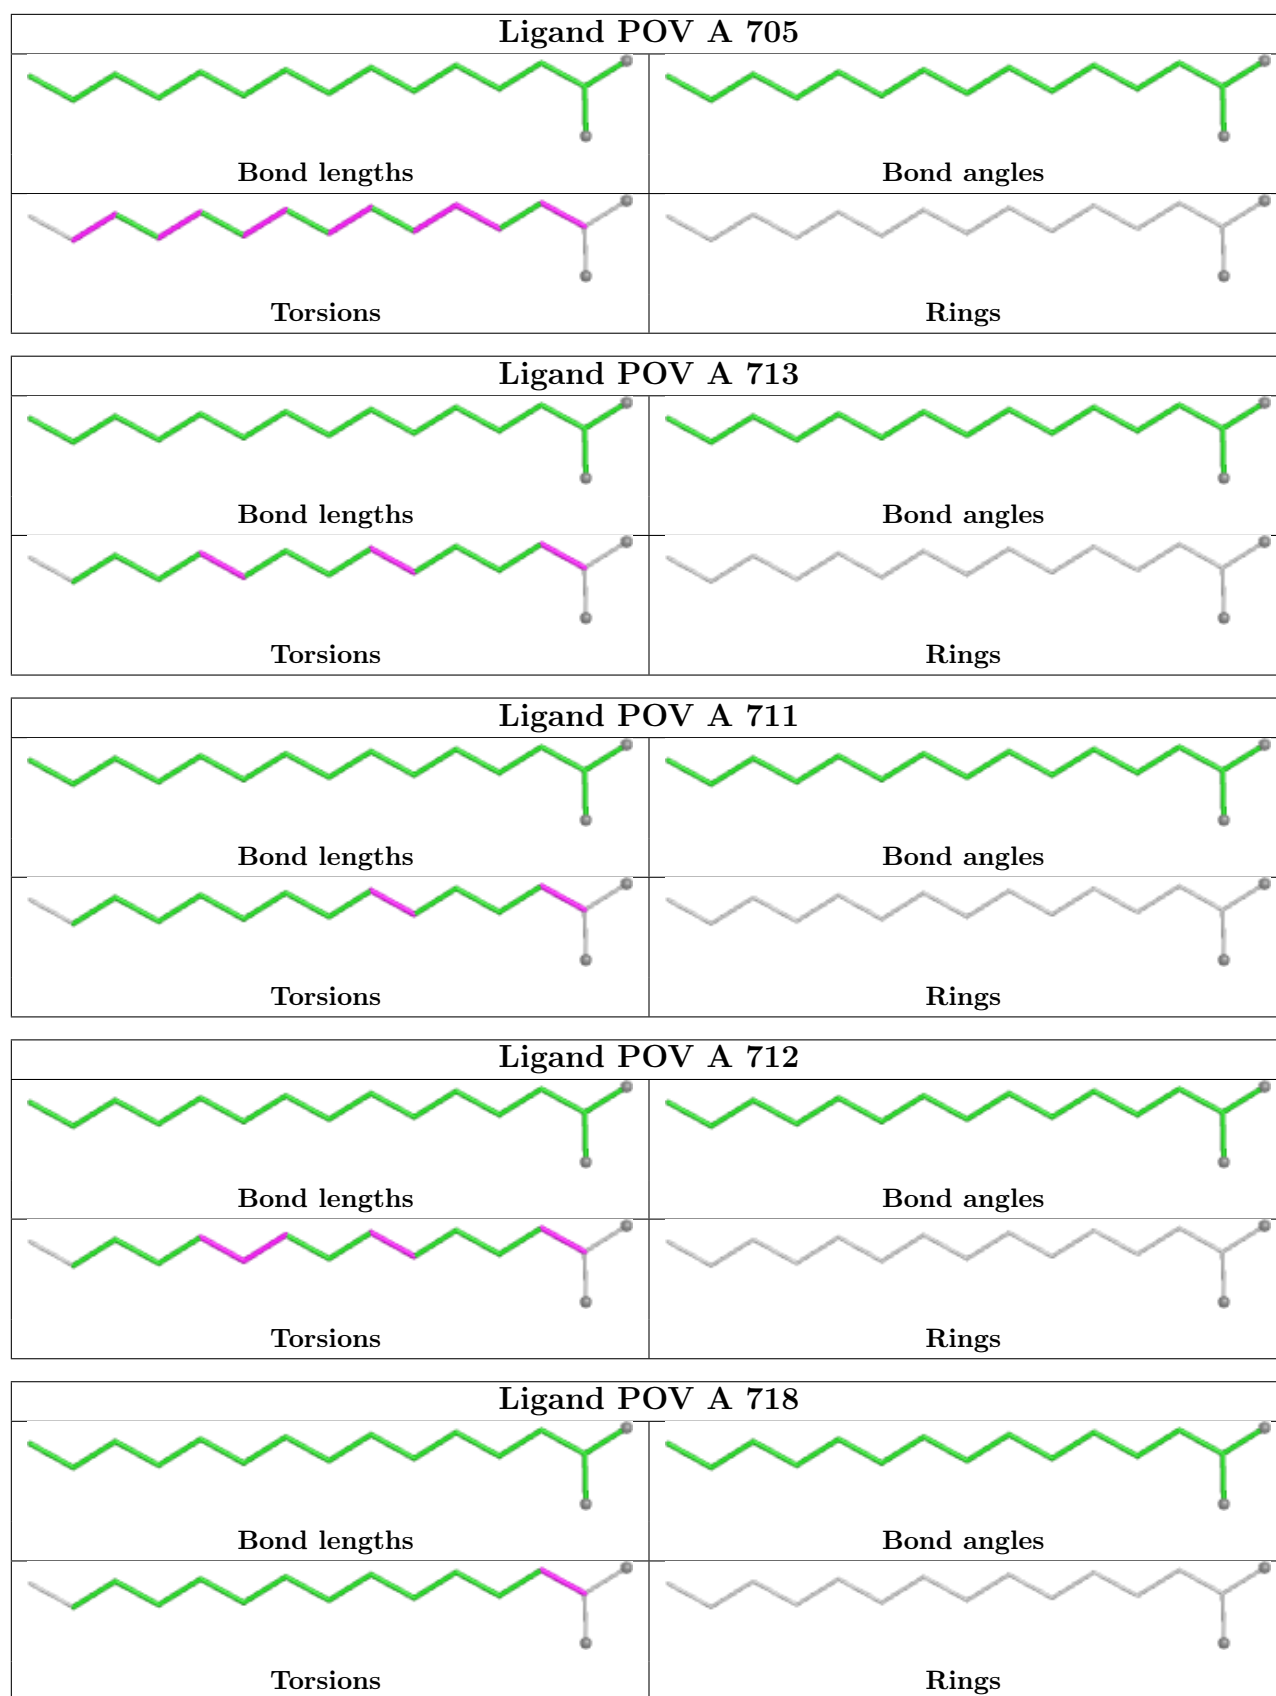 Ligand POV A 705
Bond lengths
Bond angles
Torsions
Rings
Ligand POV A 713
Bond lengths
Bond angles
Torsions
Rings
Ligand POV A 711
Bond lengths
Bond angles
Torsions
Rings
Ligand POV A 712
Bond lengths
Bond angles
Torsions
Rings
Ligand POV A 718
Bond lengths
Bond angles
Torsions
Rings